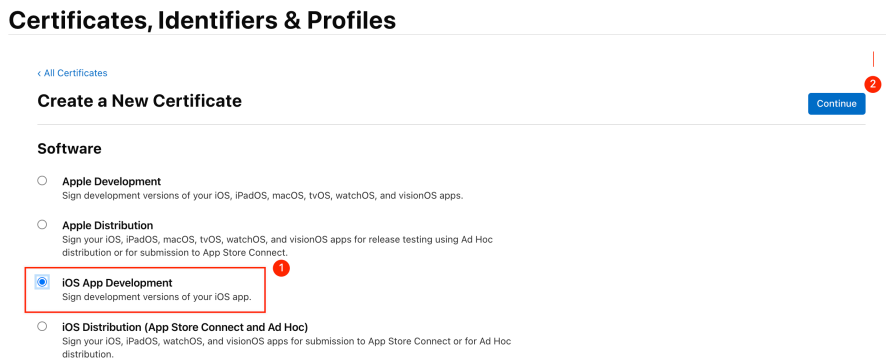 Certificates, Identifiers & Profiles
‹ All Certificates
2
Create a New Certificate
Continue
Software
Apple Development
Sign development versions of your iOS, iPadOS, macOS, tvOS, watchOS, and visionOS apps.
Apple Distribution
Sign your iOS, iPadOS, macOS, tvOS, watchOS, and visionOS apps for release testing using Ad Hoc
distribution or for submission to App Store Connect.
1
iOS App Development
Sign development versions of your iOS app.
iOS Distribution (App Store Connect and Ad Hoc)
Sign your iOS, iPadOS, watchOS, and visionOS apps for submission to App Store Connect or for Ad Hoc
distribution.